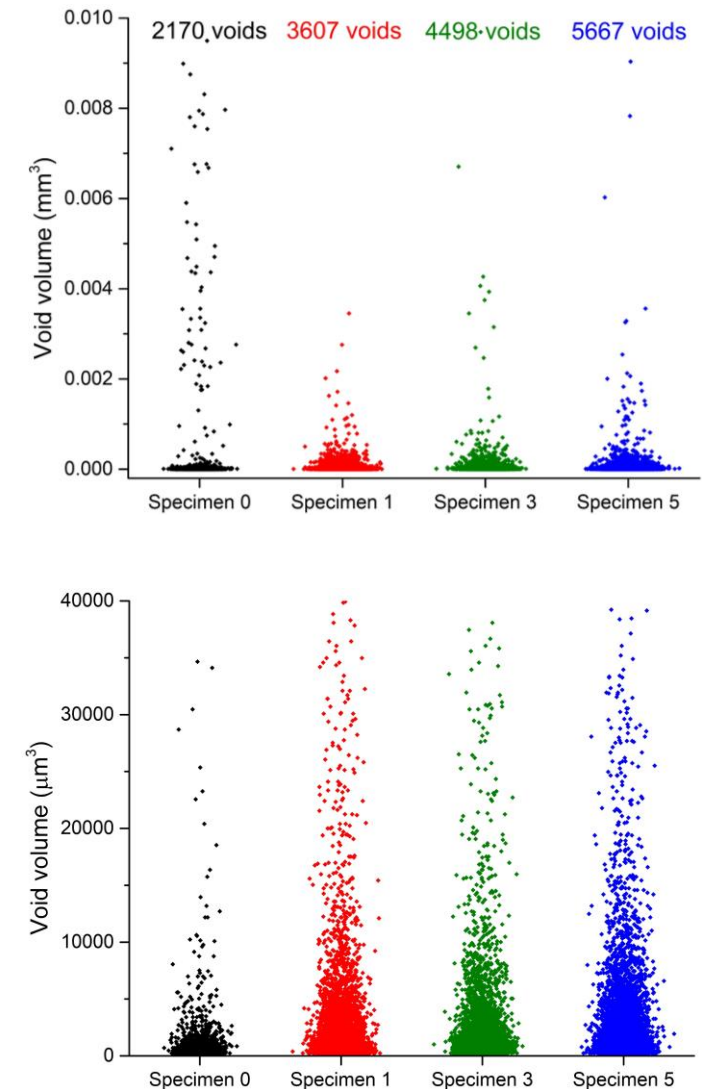 0.010
2170 voids 3607 voids 4498 voids 5667 voids
0.008
0.006
0.004
0.002
0.000
Void volume (mm³)
Specimen 0 Specimen 1 Specimen 3 Specimen 5
40000
30000
20000
10000
0
Void volume (μm³)
Specimen 0 Specimen 1 Specimen 3 Specimen 5